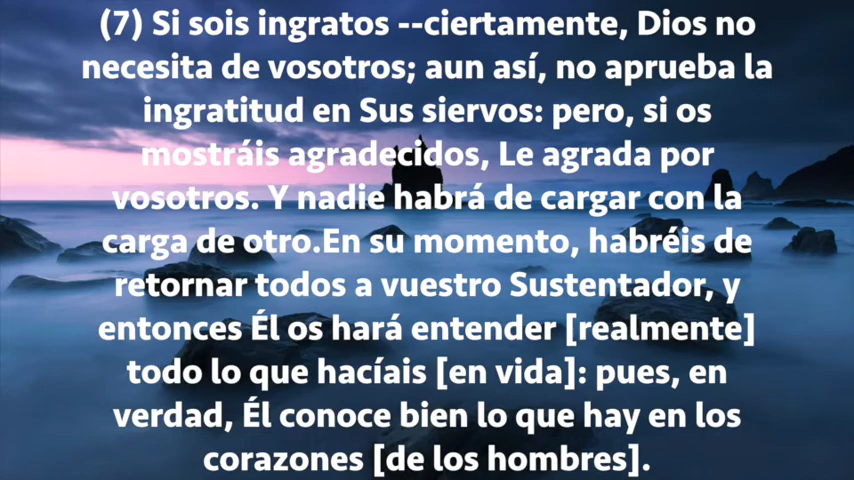 (7) Si sois ingratos --ciertamente, Dios no
necesita de vosotros; aun así, no aprueba la
ingratitud en Sus siervos: pero, si os
mostráis agradecidos, Le agrada por
vosotros. Y nadie habrá de cargar con la
carga de otro.En su momento, habréis de
retornar todos a vuestro Sustentador, y
entonces Él os hará entender [realmente]
todo lo que hacíais [en vida]: pues, en
verdad, Él conoce bien lo que hay en los
corazones [de los hombres].